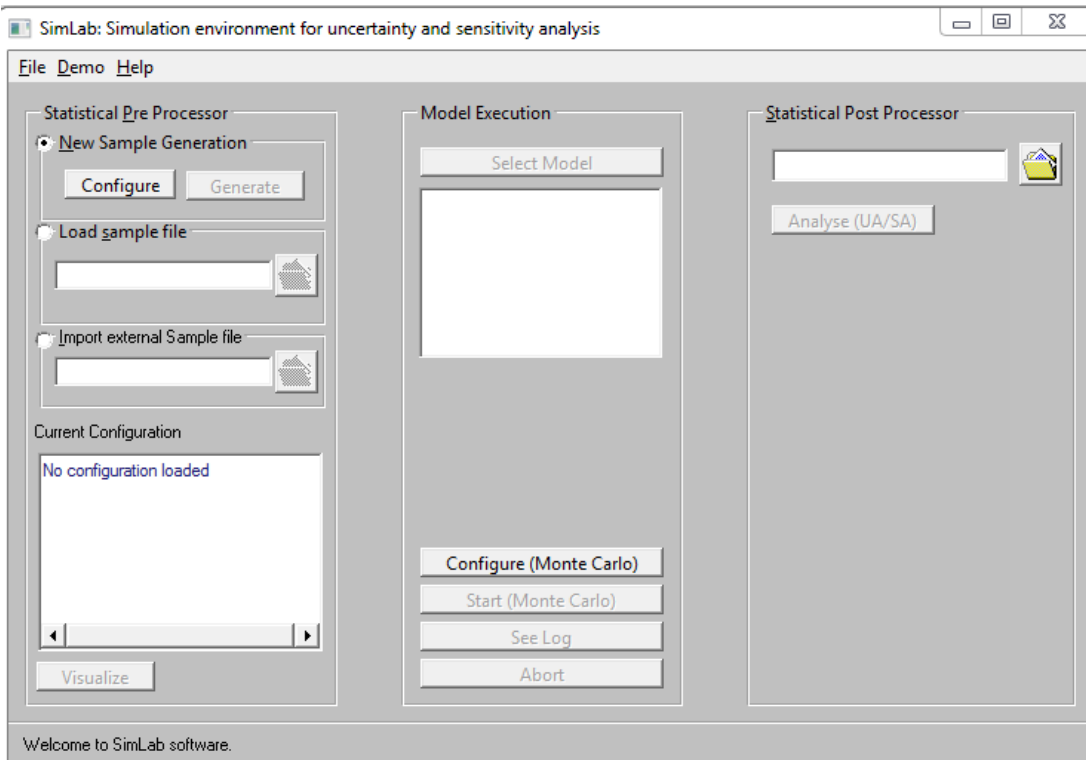 SimLab: Simulation environment for uncertainty and sensitivity analysis
File Demo Help
Statistical Pre Processor
New Sample Generation
Configure Generate
Load sample file
Import external Sample file
Current Configuration
No configuration loaded
Visualize
Model Execution
Select Model
Configure (Monte Carlo)
Start (Monte Carlo)
See Log
Abort
Statistical Post Processor
Analyse (UA/SA)
Welcome to SimLab software.